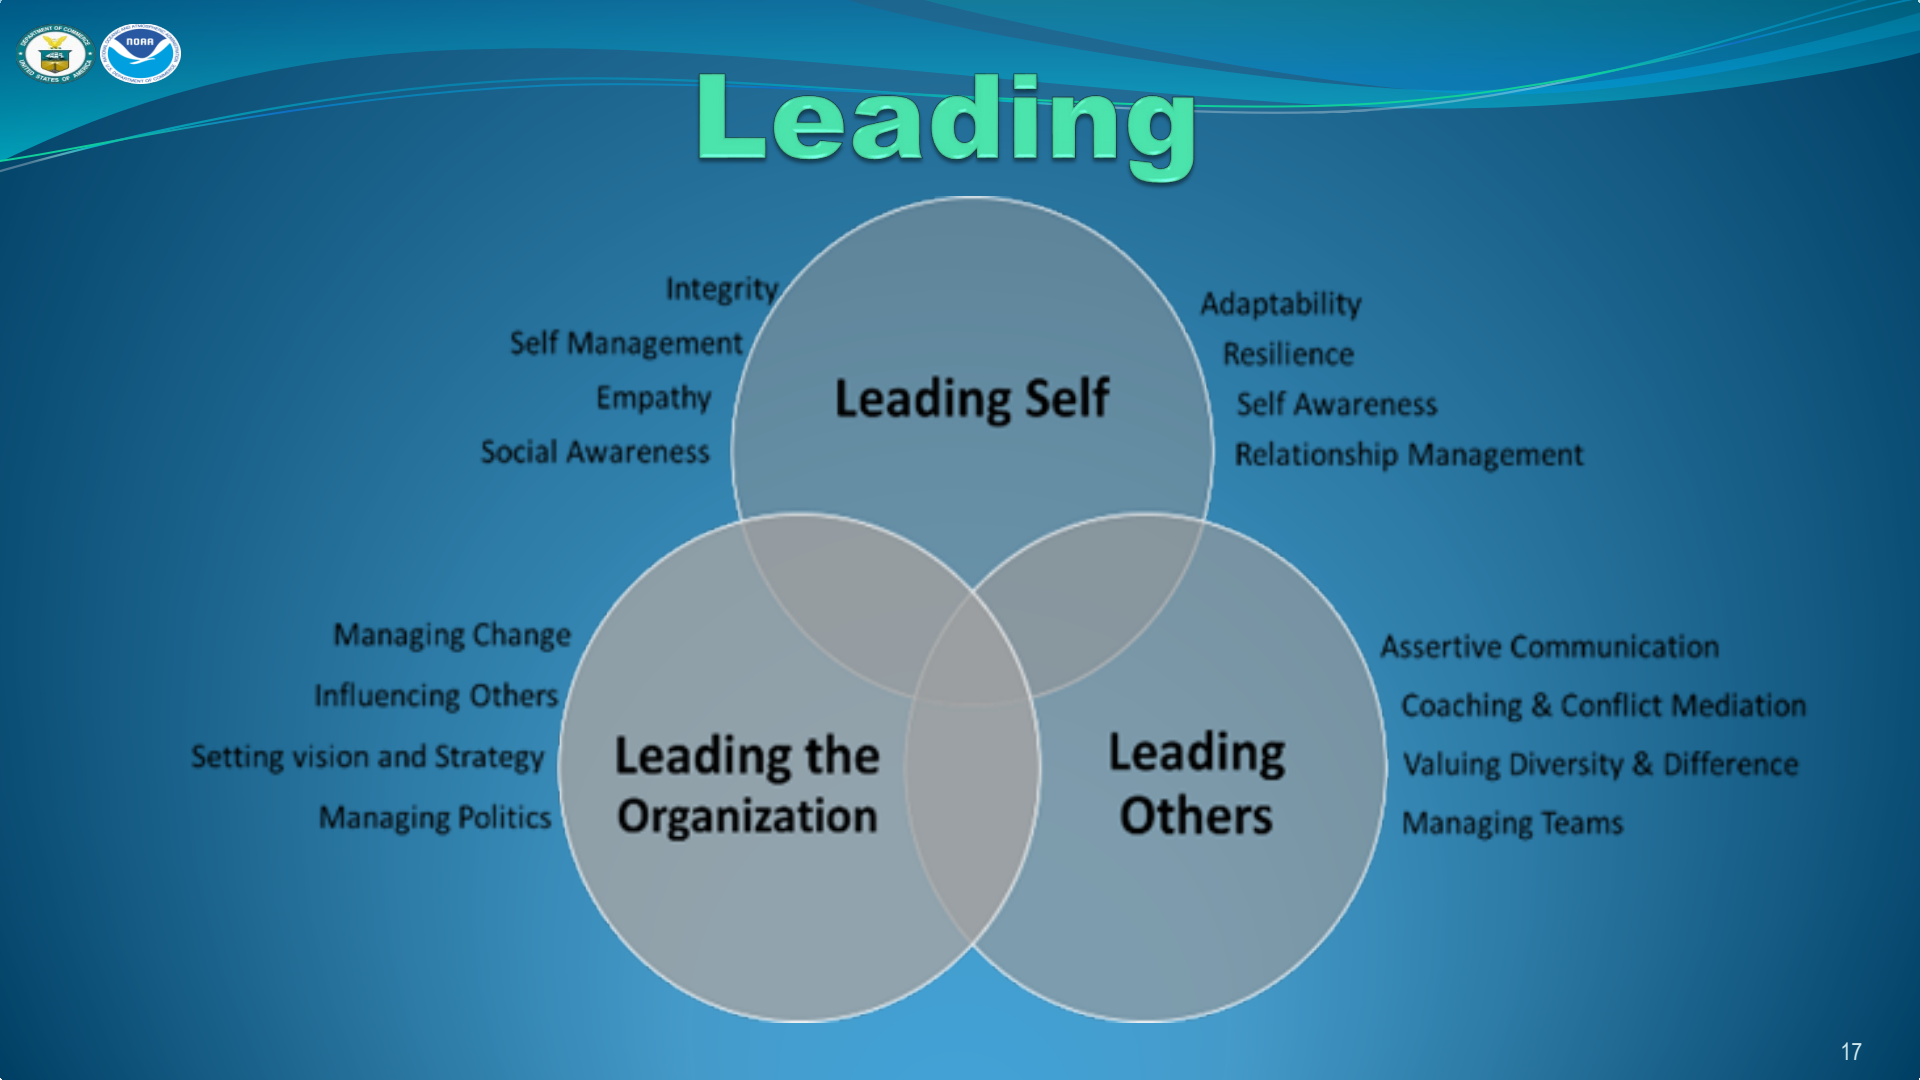 NOAA
Leading
Integrity
Self Management
Empathy
Social Awareness
Leading Self
Adaptability
Resilience
Self Awareness
Relationship Management
Managing Change
Influencing Others
Setting vision and Strategy
Managing Politics
Leading the
Organization
Leading
Others
Assertive Communication
Coaching & Conflict Mediation
Valuing Diversity & Difference
Managing Teams
17